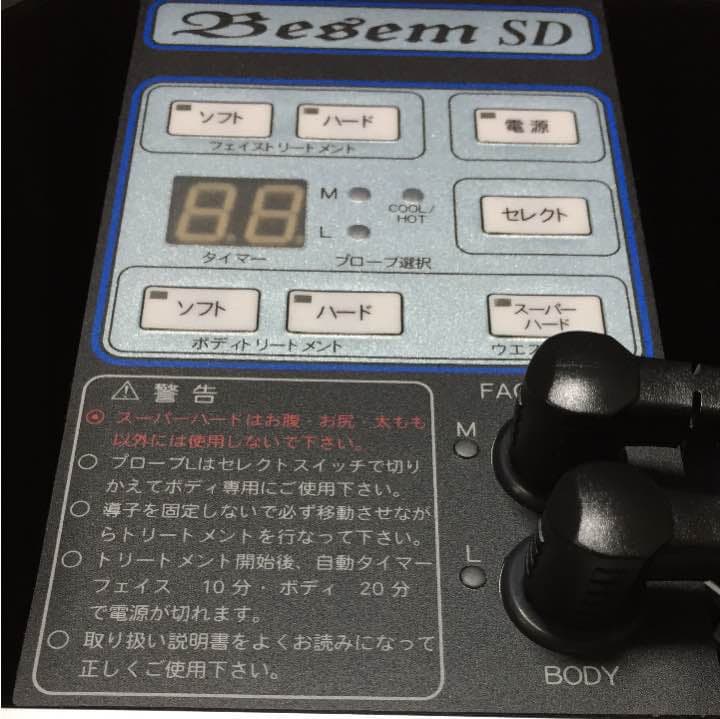 Besem SD
ソフト
ハード
フェイストリートメント
電源
M
L
COOL/
HOT
タイマー
プローブ選択
セレクト
ソフト
ハード
ボディトリートメント
スーパー
ハード
ウエス
警告
スーパーハードはお腹・お尻・太もも
以外には使用しないで下さい。
プローブLはセレクトスイッチで切り
かえてボディ専用にご使用下さい。
導子を固定しないで必ず移動させなが
らトリートメントを行なって下さい。
トリートメント開始後、自動タイマー
フェイス 10分・ボディ 20分
で電源が切れます。
取り扱い説明書をよくお読みになって
正しくご使用下さい。
FAC
M
L
BODY